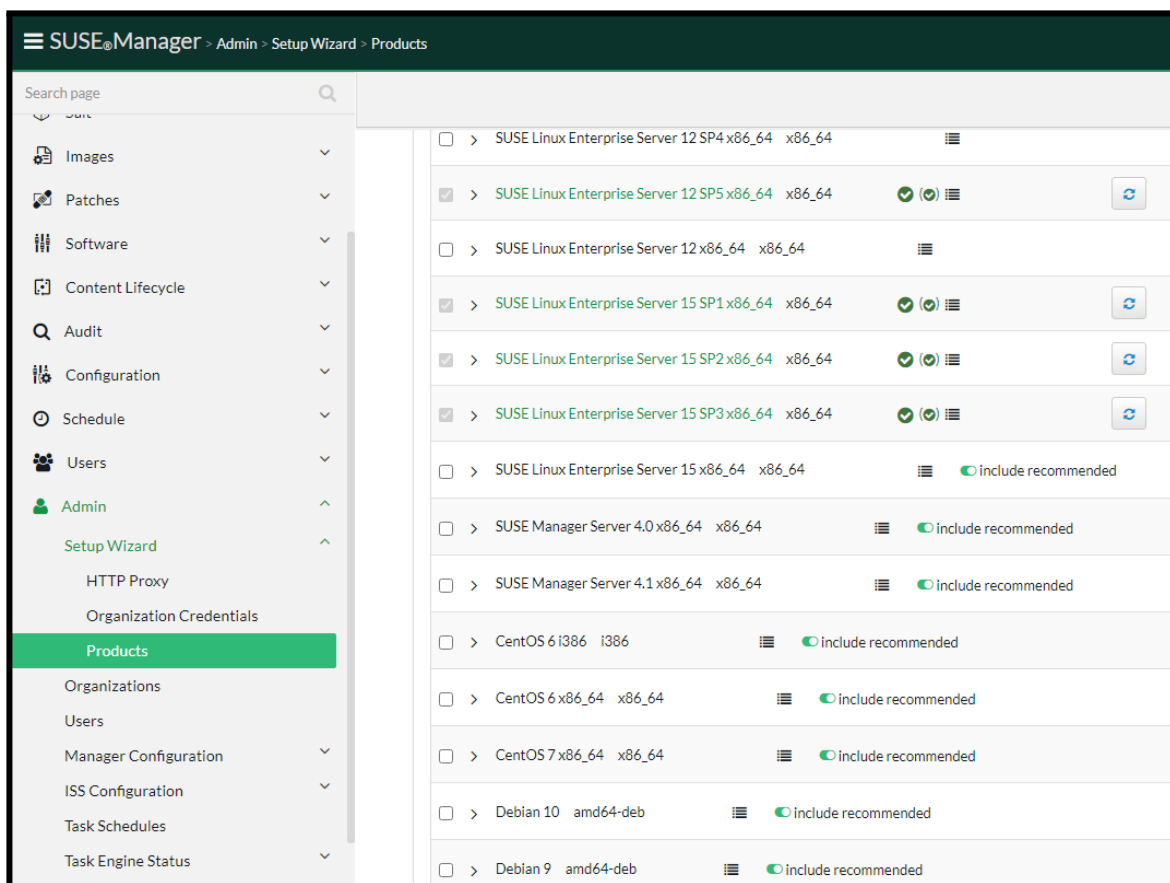 SUSE®Manager > Admin > Setup Wizard > Products
Search page
Salt
Images
Patches
Software
Content Lifecycle
Audit
Configuration
Schedule
Users
Admin
Setup Wizard
HTTP Proxy
Organization Credentials
Products
Organizations
Users
Manager Configuration
ISS Configuration
Task Schedules
Task Engine Status
SUSE Linux Enterprise Server 12 SP4 x86_64 x86_64
SUSE Linux Enterprise Server 12 SP5 x86_64 x86_64
SUSE Linux Enterprise Server 12 x86_64 x86_64
SUSE Linux Enterprise Server 15 SP1 x86_64 x86_64
SUSE Linux Enterprise Server 15 SP2 x86_64 x86_64
SUSE Linux Enterprise Server 15 SP3 x86_64 x86_64
SUSE Linux Enterprise Server 15 x86_64 x86_64 include recommended
SUSE Manager Server 4.0 x86_64 x86_64 include recommended
SUSE Manager Server 4.1 x86_64 x86_64 include recommended
CentOS 6 i386 i386 include recommended
CentOS 6 x86_64 x86_64 include recommended
CentOS 7 x86_64 x86_64 include recommended
Debian 10 amd64-deb include recommended
Debian 9 amd64-deb include recommended